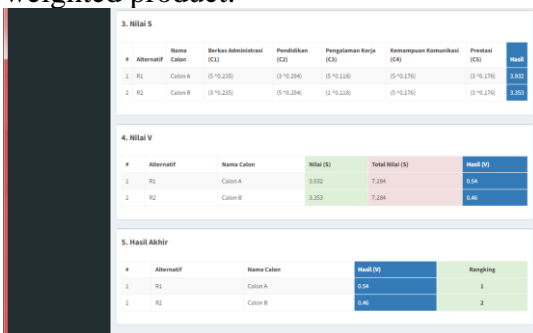 weighted product.
3. Nilai S
# Alternatif Nama Calon Berkas Administrasi (C1) Pendidikan (C2) Pengalaman Kerja (C3) Kemampuan Komunikasi (C4) Prestasi (C5) Hasil
1 R1 Calon A (5 ^0.235) (3 ^0.294) (5 ^0.118) (5 ^0.176) (3 ^0.176) 3.932
2 R2 Calon B (3 ^0.235) (5 ^0.294) (1 ^0.118) (5 ^0.176) (3 ^0.176) 3.353
4. Nilai V
# Alternatif Nama Calon Nilai (S) Total Nilai (S) Hasil (V)
1 R1 Calon A 3.932 7.284 0.54
2 R2 Calon B 3.353 7.284 0.46
5. Hasil Akhir
# Alternatif Nama Calon Hasil (V) Rangking
1 R1 Calon A 0.54 1
2 R2 Calon B 0.46 2